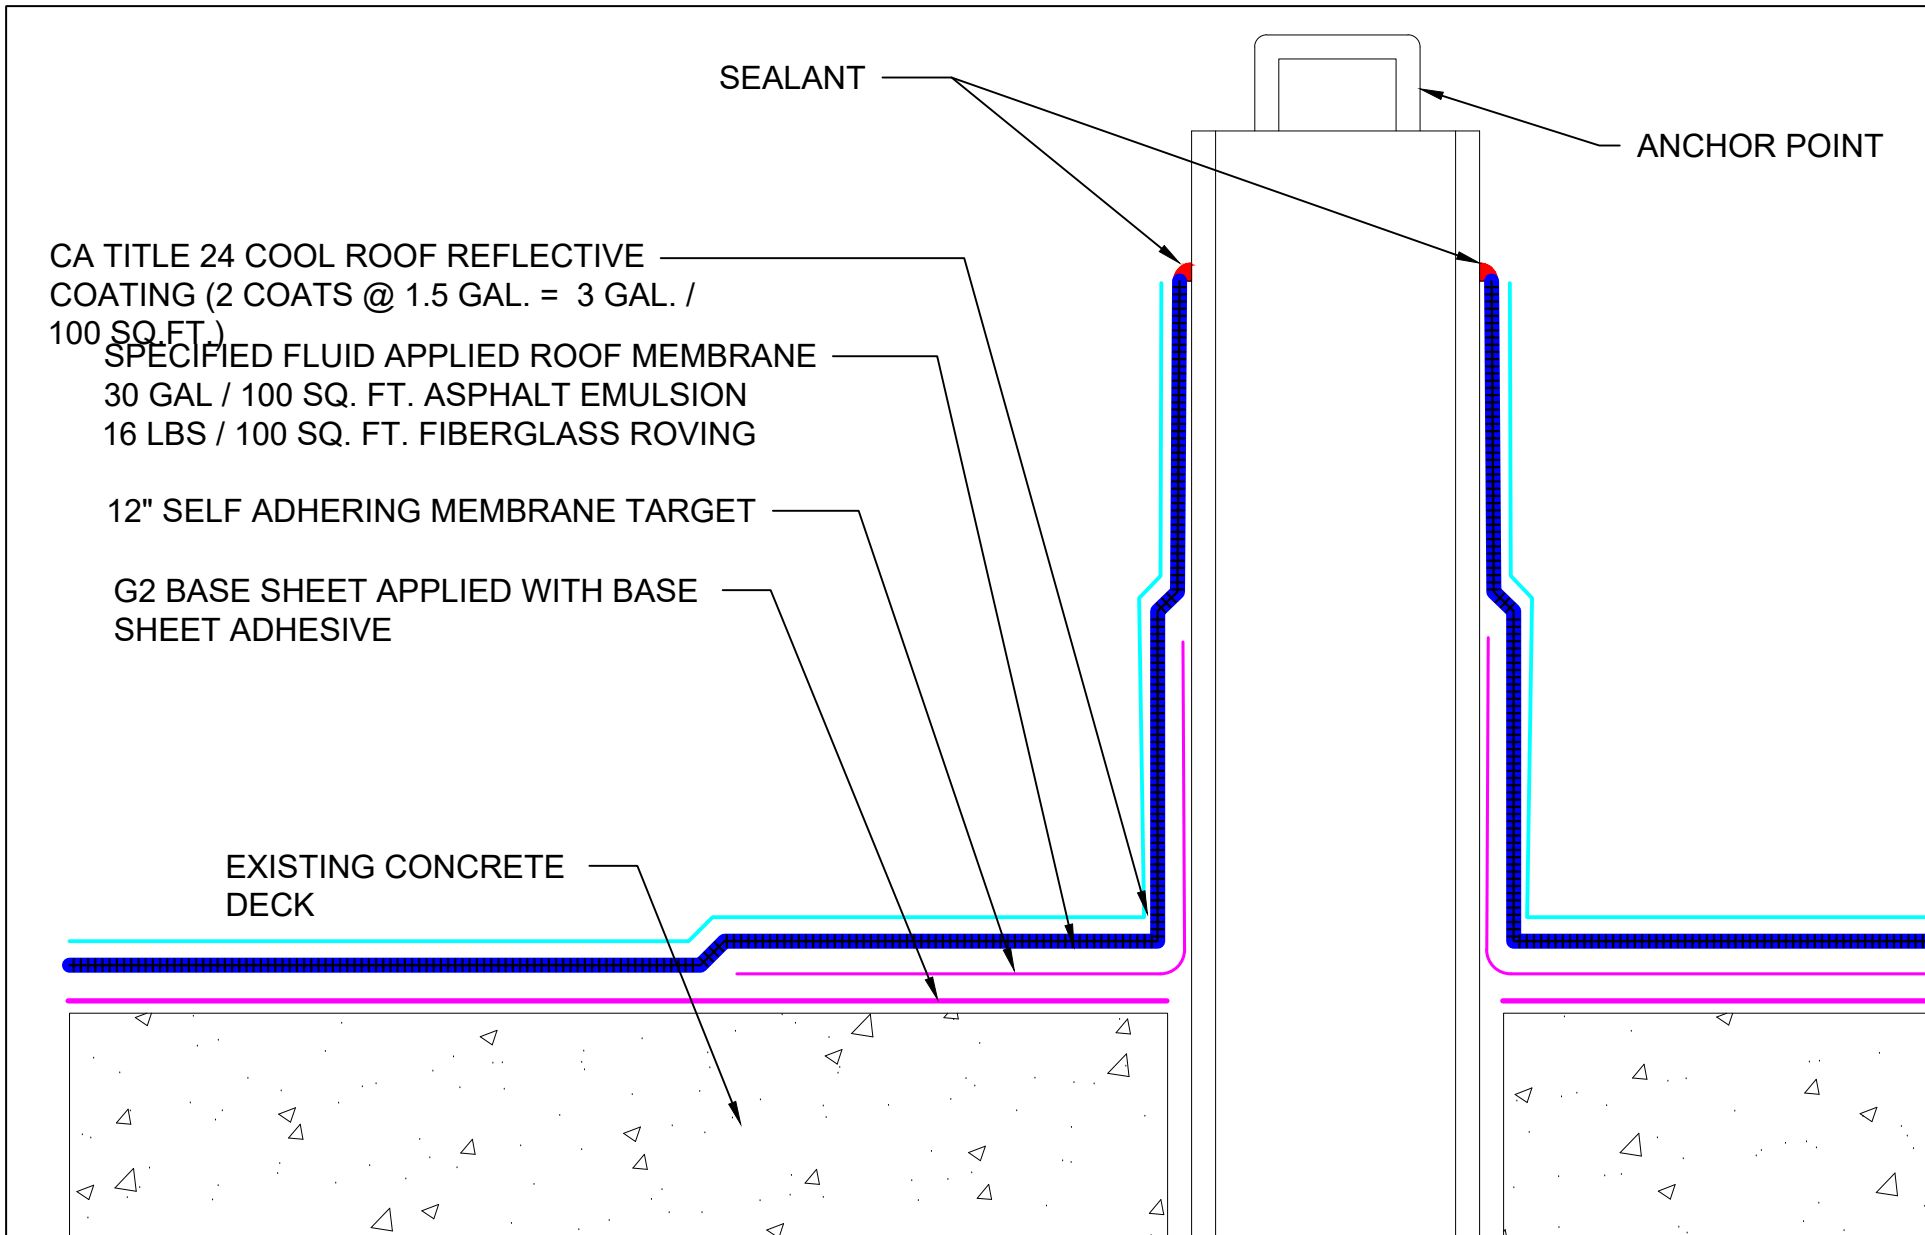 SEALANT
ANCHOR POINT
CA TITLE 24 COOL ROOF REFLECTIVE
COATING (2 COATS @ 1.5 GAL. = 3 GAL. /
100 SQ.FT.)
SPECIFIED FLUID APPLIED ROOF MEMBRANE
30 GAL / 100 SQ. FT. ASPHALT EMULSION
16 LBS / 100 SQ. FT. FIBERGLASS ROVING
12" SELF ADHERING MEMBRANE TARGET
G2 BASE SHEET APPLIED WITH BASE
SHEET ADHESIVE
EXISTING CONCRETE
DECK